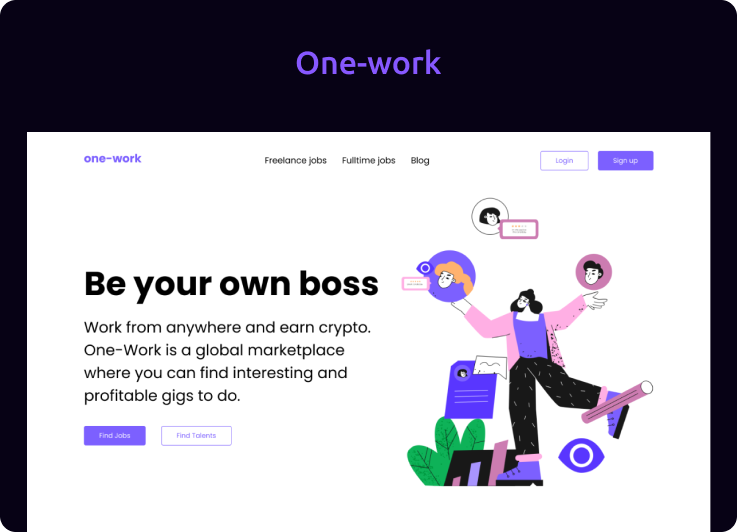 One-work
one-work
Freelance jobs
Fulltime jobs
Blog
Login
Sign up
Be your own boss
Work from anywhere and earn crypto.
One-Work is a global marketplace
where you can find interesting and
profitable gigs to do.
Find Jobs
Find Talents